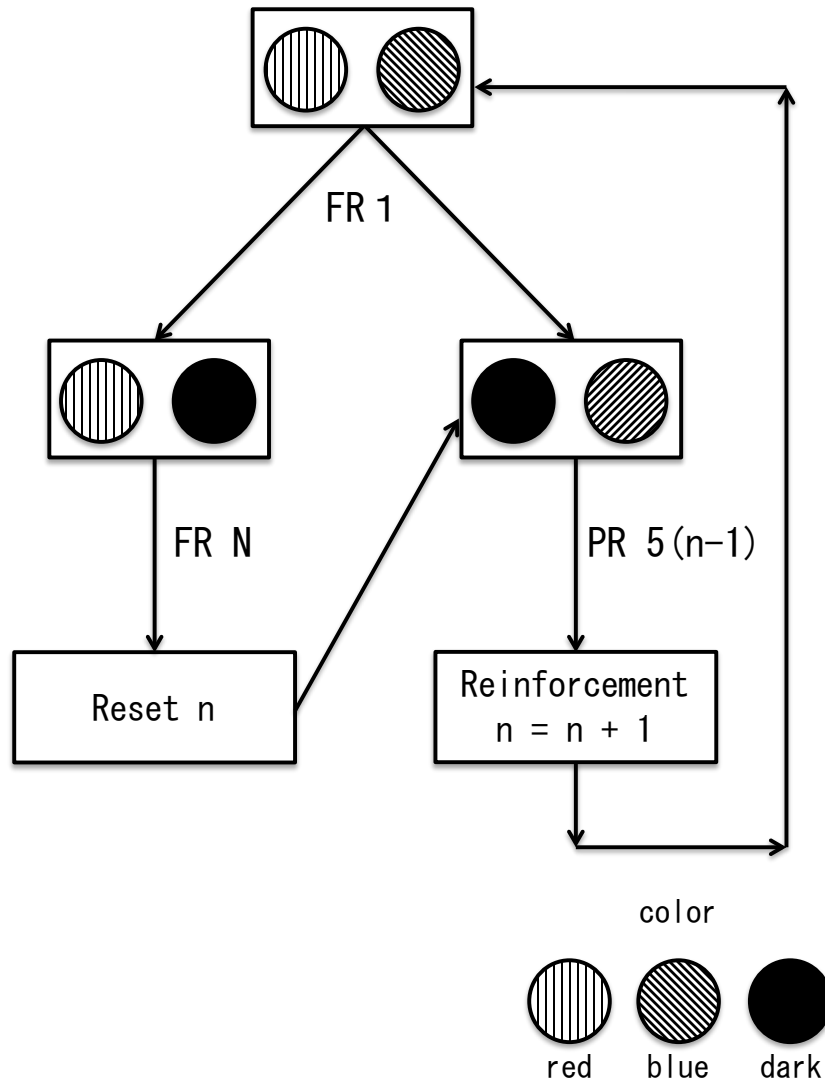 FR 1
FR N
PR 5(n-1)
Reset n
Reinforcement
n = n + 1
color
red blue dark